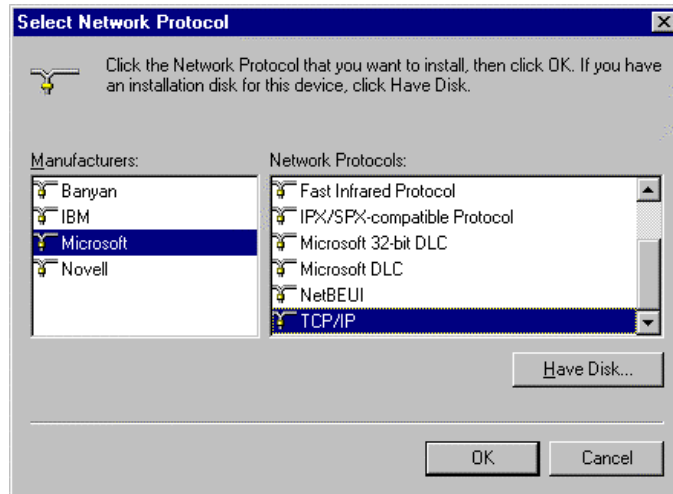 Select Network Protocol
Click the Network Protocol that you want to install, then click OK. If you have
an installation disk for this device, click Have Disk.
Manufacturers:
Banyan
IBM
Microsoft
Novell
Network Protocols:
Fast Infrared Protocol
IPX/SPX-compatible Protocol
Microsoft 32-bit DLC
Microsoft DLC
NetBEUI
TCP/IP
Have Disk...
OK
Cancel